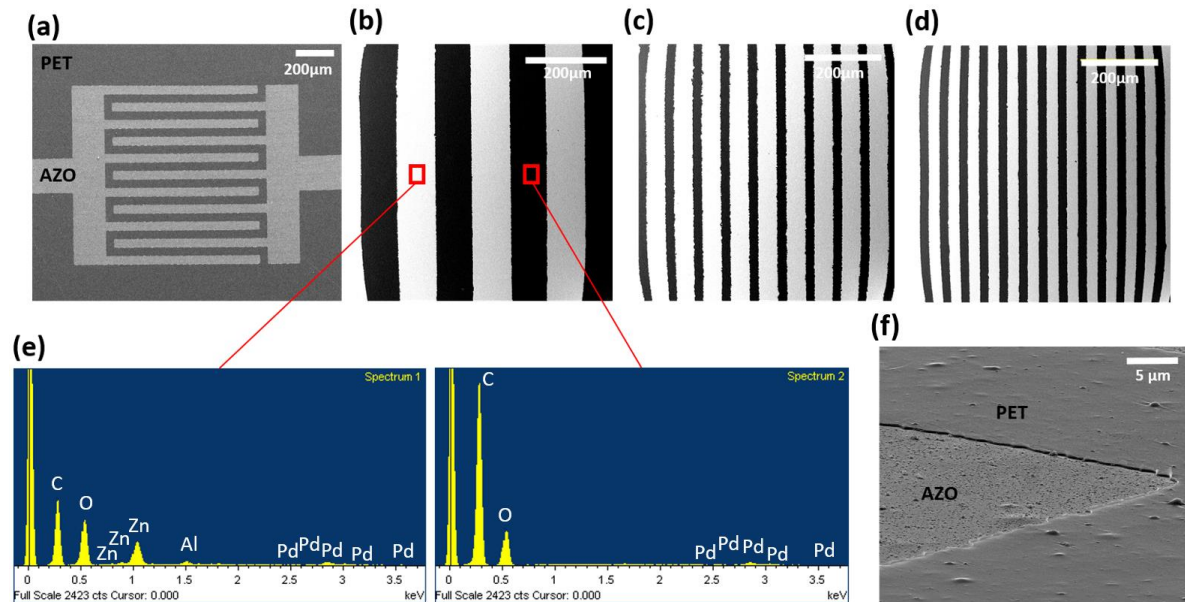 (a)
PET
200μm
AZO
(b)
200μm
(c)
200μm
(d)
200μm
(e)
Spectrum 1
C
O
Zn
Zn
Zn
Al
Pd
Pd
Pd
Pd
Pd
0 0.5 1 1.5 2 2.5 3 3.5
Full Scale 2423 cts Cursor: 0.000 keV
Spectrum 2
C
O
Pd
Pd
Pd
Pd
Pd
0 0.5 1 1.5 2 2.5 3 3.5
Full Scale 2423 cts Cursor: 0.000 keV
(f)
5 μm
PET
AZO